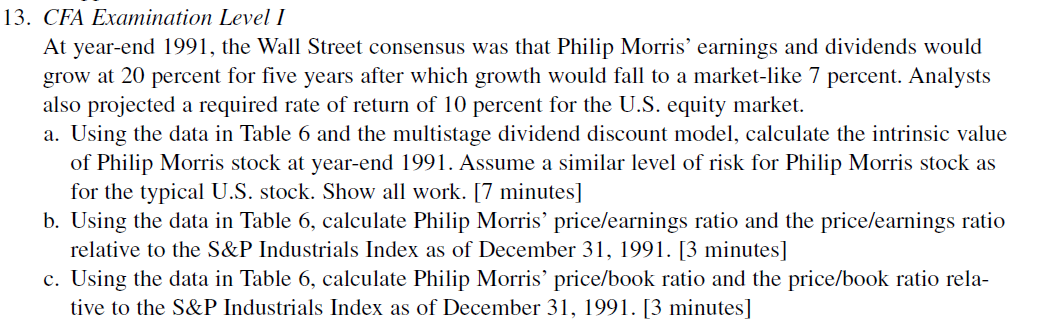 13. CFA Examination Level I
At year-end 1991, the Wall Street consensus was that Philip Morris’ earnings and dividends would
grow at 20 percent for five years after which growth would fall to a market-like 7 percent. Analysts
also projected a required rate of return of 10 percent for the U.S. equity market.
a. Using the data in Table 6 and the multistage dividend discount model, calculate the intrinsic value
of Philip Morris stock at year-end 1991. Assume a similar level of risk for Philip Morris stock as
for the typical U.S. stock. Show all work. [7 minutes]
b. Using the data in Table 6, calculate Philip Morris’ price/earnings ratio and the price/earnings ratio
relative to the S&P Industrials Index as of December 31, 1991. [3 minutes]
c. Using the data in Table 6, calculate Philip Morris’ price/book ratio and the price/book ratio rela-
tive to the S&P Industrials Index as of December 31, 1991. [3 minutes]